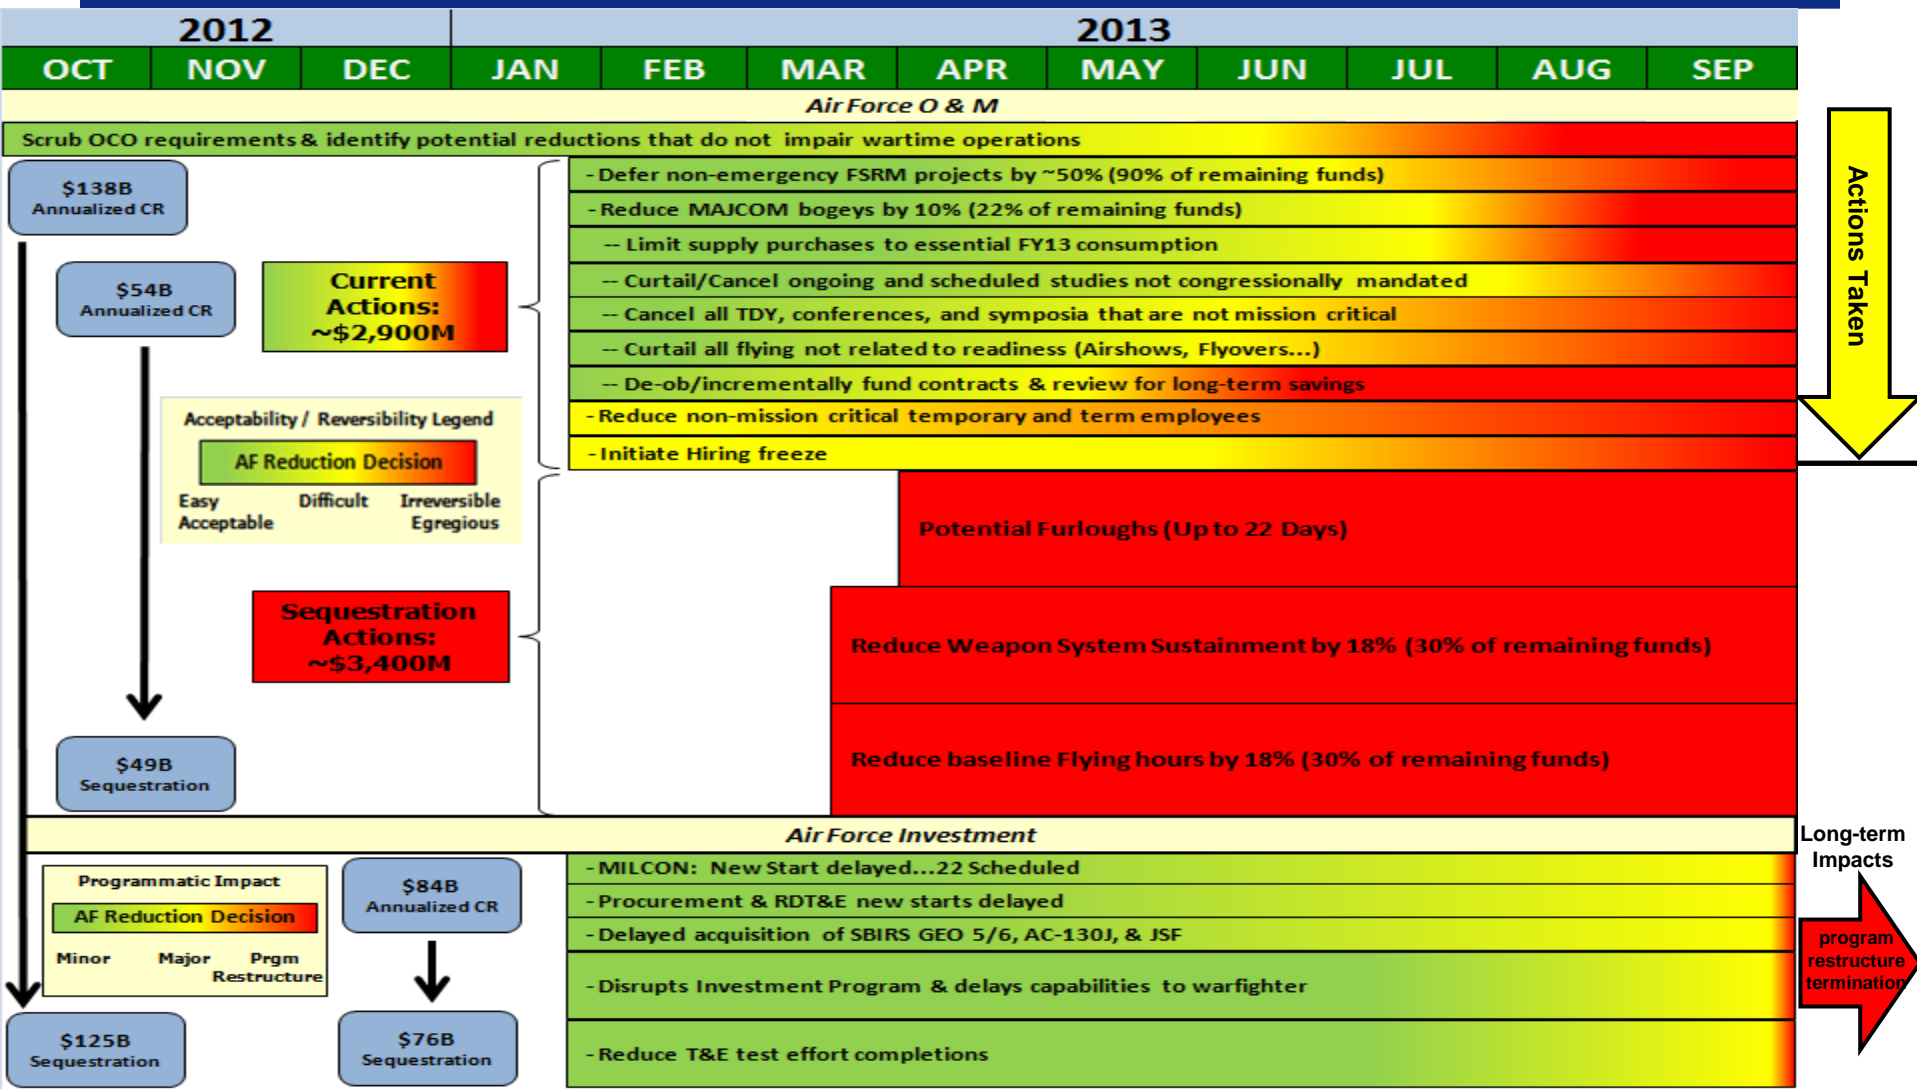 2012
2013
OCT NOV DEC JAN FEB MAR APR MAY JUN JUL AUG SEP
Air Force O & M
Scrub OCO requirements & identify potential reductions that do not impair wartime operations
$138B
Annualized CR
- Defer non-emergency FSRM projects by ~50% (90% of remaining funds)
- Reduce MAJCOM bogeys by 10% (22% of remaining funds)
-- Limit supply purchases to essential FY13 consumption
$54B
Annualized CR
Current
Actions:
~$2,900M
-- Curtail/Cancel ongoing and scheduled studies not congressionally mandated
-- Cancel all TDY, conferences, and symposia that are not mission critical
-- Curtail all flying not related to readiness (Airshows, Flyovers...)
-- De-ob/incrementally fund contracts & review for long-term savings
- Reduce non-mission critical temporary and term employees
- Initiate Hiring freeze
Actions Taken
Acceptability / Reversibility Legend
AF Reduction Decision
Easy
Acceptable
Difficult
Irreversible
Egregious
Potential Furloughs (Up to 22 Days)
Sequestration
Actions:
~$3,400M
Reduce Weapon System Sustainment by 18% (30% of remaining funds)
Reduce baseline Flying hours by 18% (30% of remaining funds)
$49B
Sequestration
Air Force Investment
Long-term
Impacts
Programmatic Impact
AF Reduction Decision
Minor
Major
Prgm
Restructure
$84B
Annualized CR
- MILCON: New Start delayed...22 Scheduled
- Procurement & RDT&E new starts delayed
- Delayed acquisition of SBIRS GEO 5/6, AC-130J, & JSF
- Disrupts Investment Program & delays capabilities to warfighter
- Reduce T&E test effort completions
program
restructure
termination
$125B
Sequestration
$76B
Sequestration